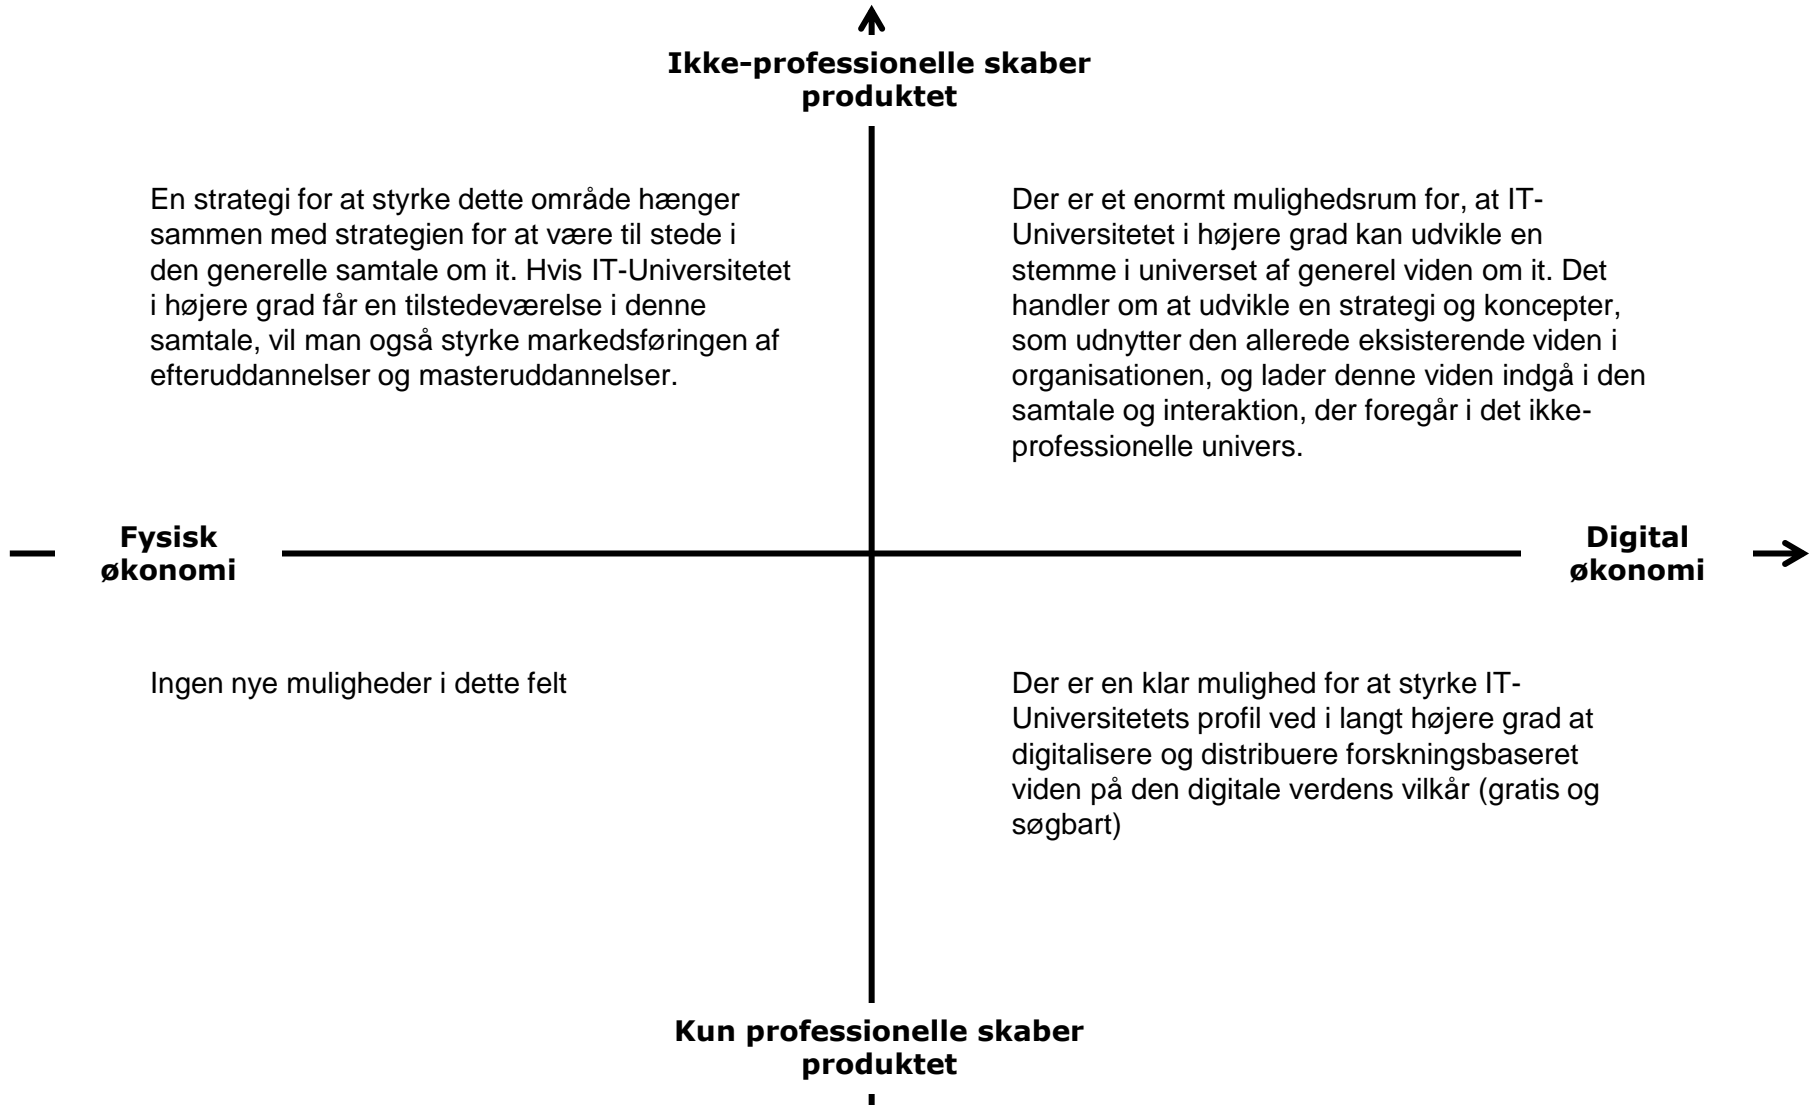 Ikke-professionelle skaber
produktet
En strategi for at styrke dette område hænger
sammen med strategien for at være til stede i
den generelle samtale om it. Hvis IT-Universitetet
i højere grad får en tilstedeværelse i denne
samtale, vil man også styrke markedsføringen af
efteruddannelser og masteruddannelser.
Der er et enormt mulighedsrum for, at IT-
Universitetet i højere grad kan udvikle en
stemme i universet af generel viden om it. Det
handler om at udvikle en strategi og koncepter,
som udnytter den allerede eksisterende viden i
organisationen, og lader denne viden indgå i den
samtale og interaktion, der foregår i det ikke-
professionelle univers.
Fysisk
økonomi
Digital
økonomi
Ingen nye muligheder i dette felt
Der er en klar mulighed for at styrke IT-
Universitetets profil ved i langt højere grad at
digitalisere og distribuere forskningsbaseret
viden på den digitale verdens vilkår (gratis og
søgbart)
Kun professionelle skaber
produktet